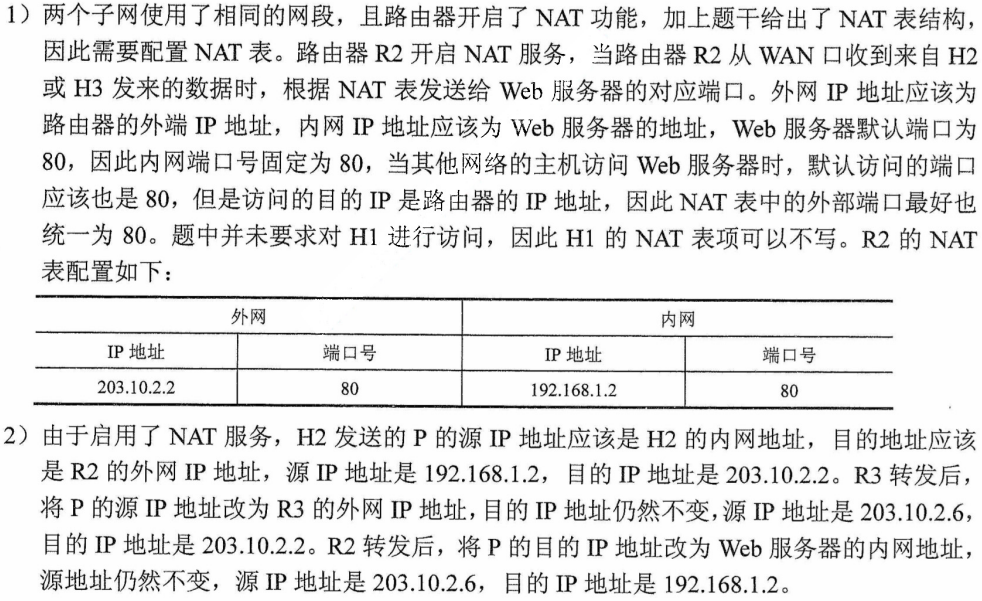 1）两个子网使用了相同的网段，且路由器开启了 NAT 功能，加上题干给出了 NAT 表结构，
因此需要配置 NAT 表。路由器 R2 开启 NAT 服务，当路由器 R2 从 WAN 口收到来自 H2
或 H3 发来的数据时，根据 NAT 表发送给 Web 服务器的对应端口。外网 IP 地址应该为
路由器的外端 IP 地址，内网 IP 地址应该为 Web 服务器的地址，Web 服务器默认端口为
80，因此内网端口号固定为 80，当其他网络的主机访问 Web 服务器时，默认访问的端口
应该也是 80，但是访问的目的 IP 是路由器的 IP 地址，因此 NAT 表中的外部端口最好也
统一为 80。题中并未要求对 H1 进行访问，因此 H1 的 NAT 表项可以不写。R2 的 NAT
表配置如下：
外网 内网
IP 地址 端口号 IP 地址 端口号
203.10.2.2 80 192.168.1.2 80
2）由于启用了 NAT 服务，H2 发送的 P 的源 IP 地址应该是 H2 的内网地址，目的地址应该
是 R2 的外网 IP 地址，源 IP 地址是 192.168.1.2，目的 IP 地址是 203.10.2.2。R3 转发后，
将 P 的源 IP 地址改为 R3 的外网 IP 地址，目的 IP 地址仍然不变，源 IP 地址是 203.10.2.6，
目的 IP 地址是 203.10.2.2。R2 转发后，将 P 的目的 IP 地址改为 Web 服务器的内网地址，
源地址仍然不变，源 IP 地址是 203.10.2.6，目的 IP 地址是 192.168.1.2。